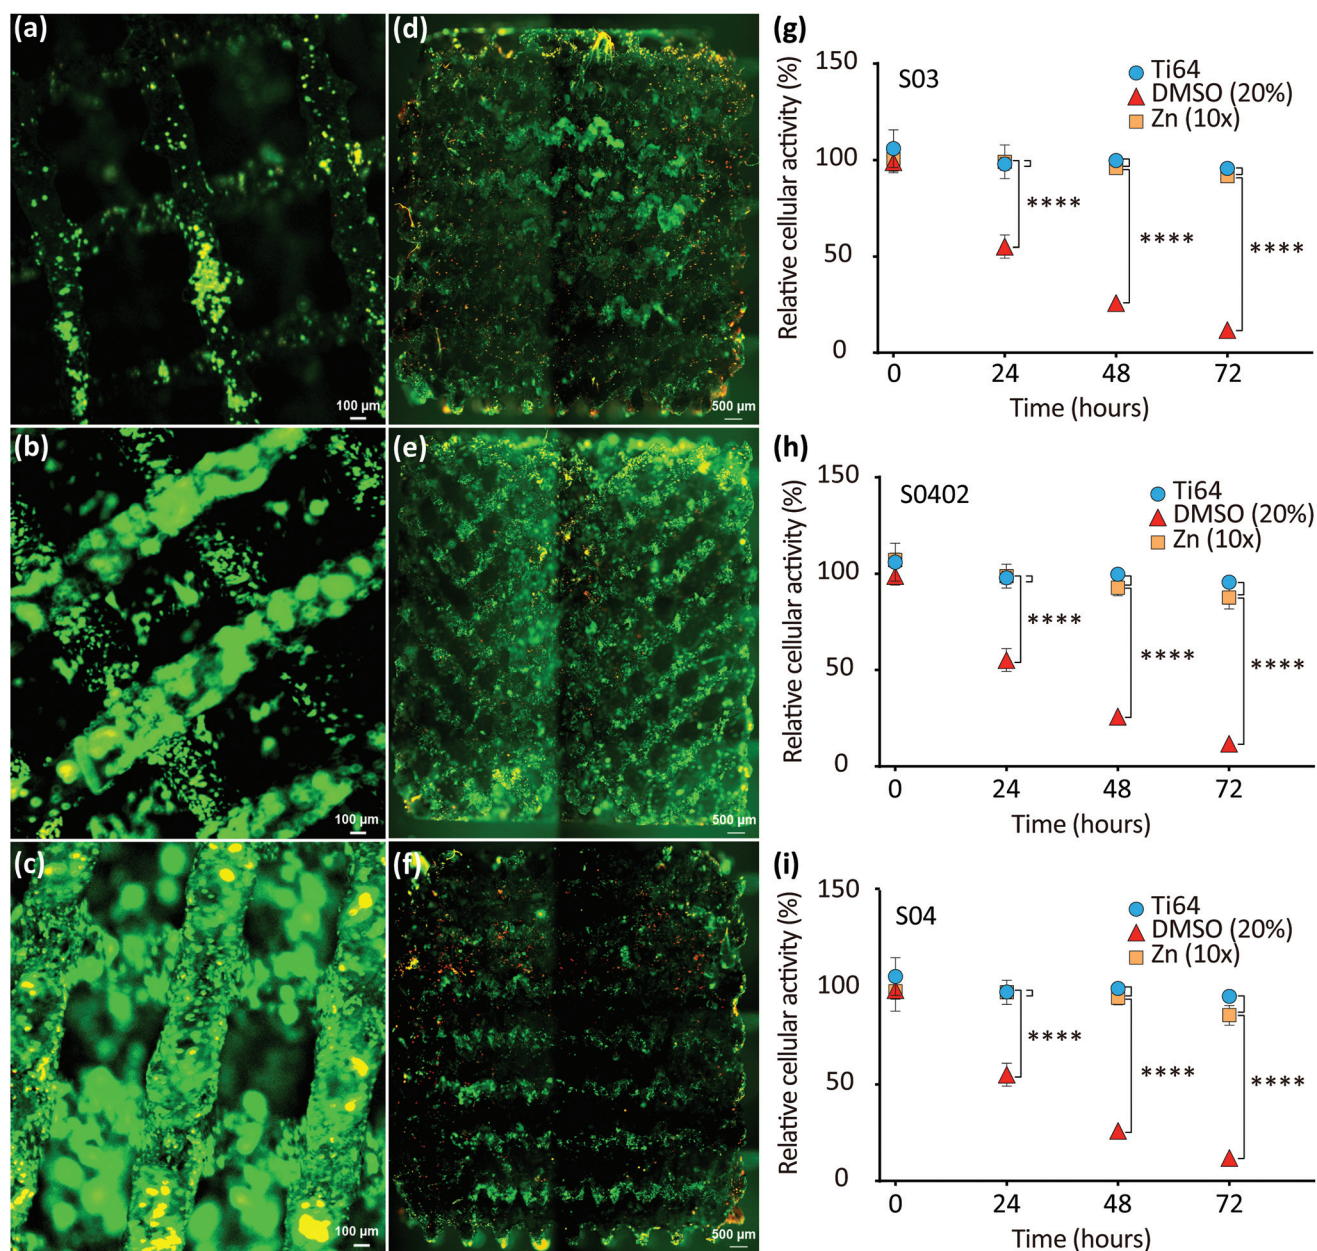 (a)
100 µm
(b)
100 µm
(c)
100 µm
(d)
500 µm
(e)
500 µm
(f)
500 µm
(g)
S03
Ti64
DMSO (20%)
Zn (10x)
Relative cellular activity (%)
150
100
50
0
****
****
****
0 24 48 72
Time (hours)
(h)
S0402
Ti64
DMSO (20%)
Zn (10x)
Relative cellular activity (%)
150
100
50
0
****
****
****
0 24 48 72
Time (hours)
(i)
S04
Ti64
DMSO (20%)
Zn (10x)
Relative cellular activity (%)
150
100
50
0
****
****
****
0 24 48 72
Time (hours)